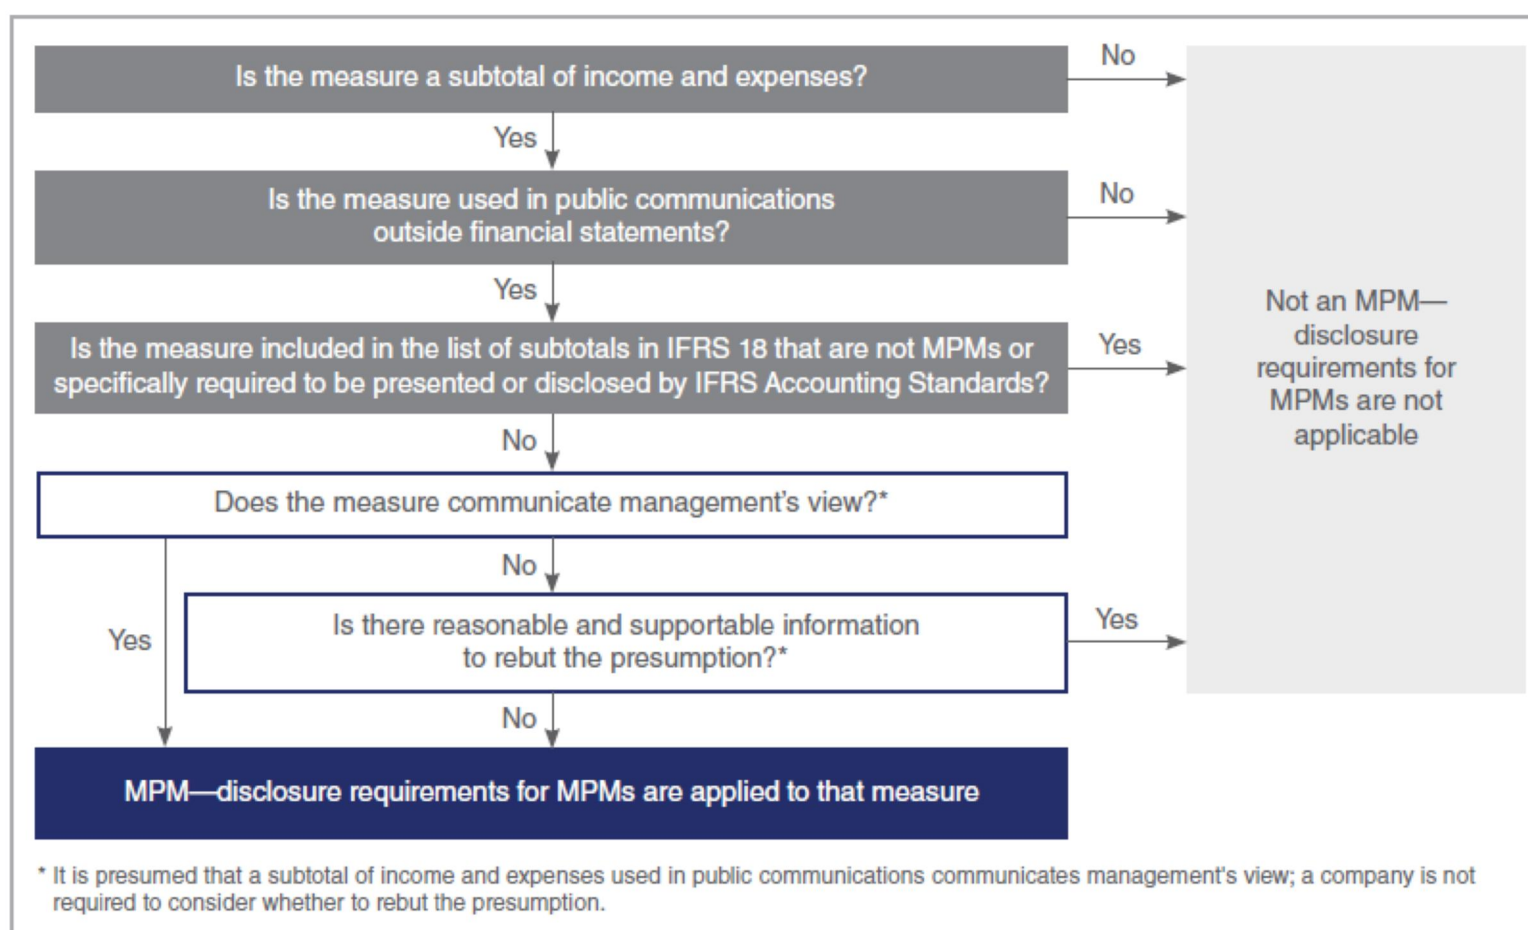 Is the measure a subtotal of income and expenses?
No
Yes
Is the measure used in public communications
outside financial statements?
No
Yes
Is the measure included in the list of subtotals in IFRS 18 that are not MPMs or
specifically required to be presented or disclosed by IFRS Accounting Standards?
Yes
Not an MPM—
disclosure
requirements for
MPMs are not
applicable
No
Does the measure communicate management's view?*
No
Yes
Is there reasonable and supportable information
to rebut the presumption?*
Yes
No
MPM—disclosure requirements for MPMs are applied to that measure
* It is presumed that a subtotal of income and expenses used in public communications communicates management's view; a company is not
required to consider whether to rebut the presumption.